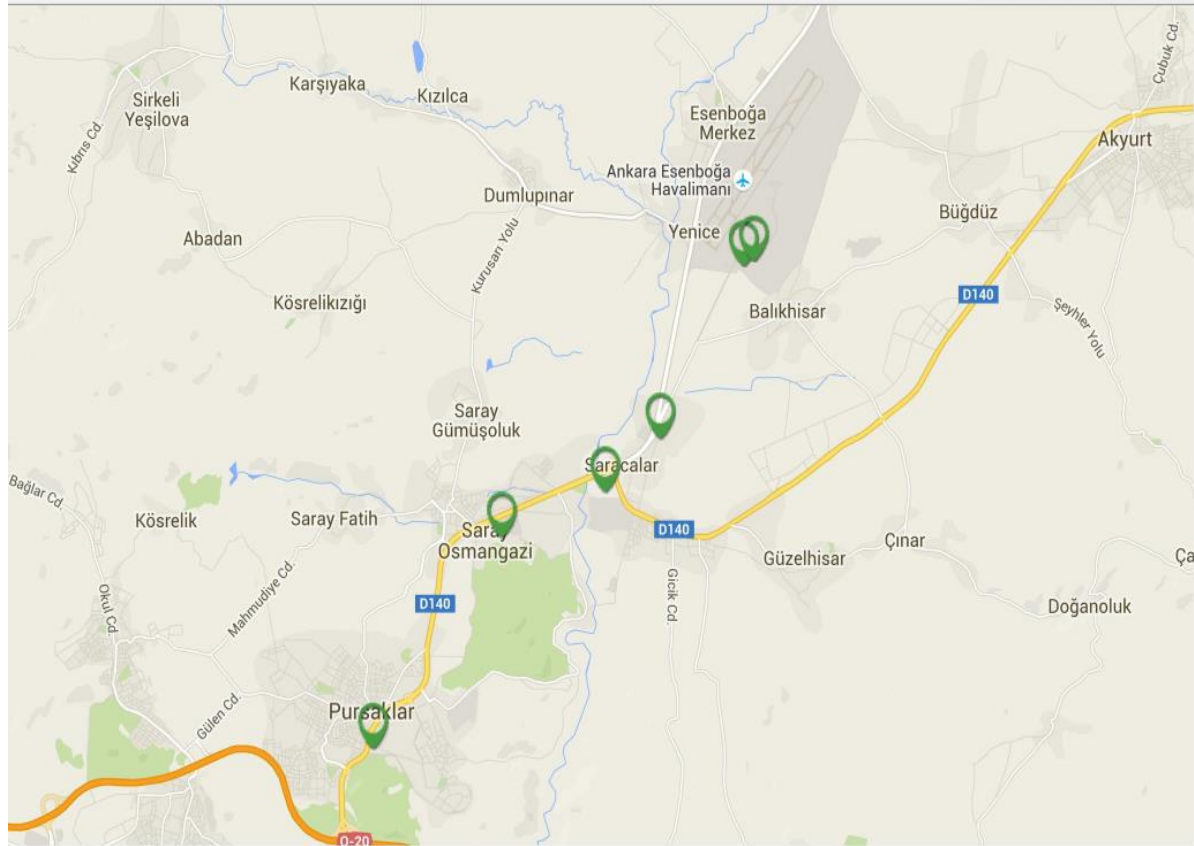 Çubuk Cd.
Karşıyaka
Kızılca
Sirkeli
Yeşilova
Esenboğa
Merkez
Akyurt
Kıbrıs Cd.
Ankara Esenboğa
Havalimanı
Dumlupınar
Büğdüz
Abadan
Yenice
Kurusarı Yolu
Kösrelikızığı
D140
Balıkhisar
Şeyhler Yolu
Saray
Gümüşoluk
Saracalar
Bağlar Cd.
Kösrelik
Saray Fatih
Saray
Osmangazi
D140
Güzelhisar
Çınar
Ça
Gicik Cd.
Okul Cd.
Mahmudiye Cd.
D140
Doğanoluk
Gülen Cd.
Pursaklar
O-20